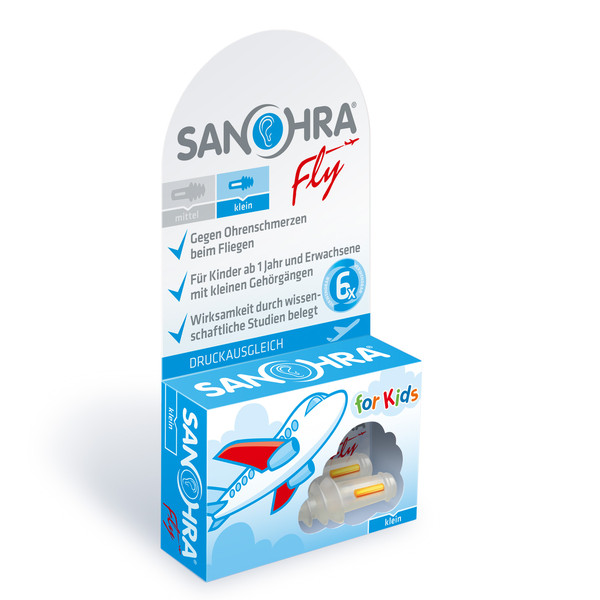 SANOHRA®
Fly
mittel
klein
Gegen Ohrenschmerzen
beim Fliegen
Für Kinder ab 1 Jahr und Erwachsene
mit kleinen Gehörgängen
6x
Wirksamkeit durch wissen-
schaftliche Studien belegt
DRUCKAUSGLEICH
SANOHRA®
for Kids
klein
SANOHRA®
Fly
Fly
klein